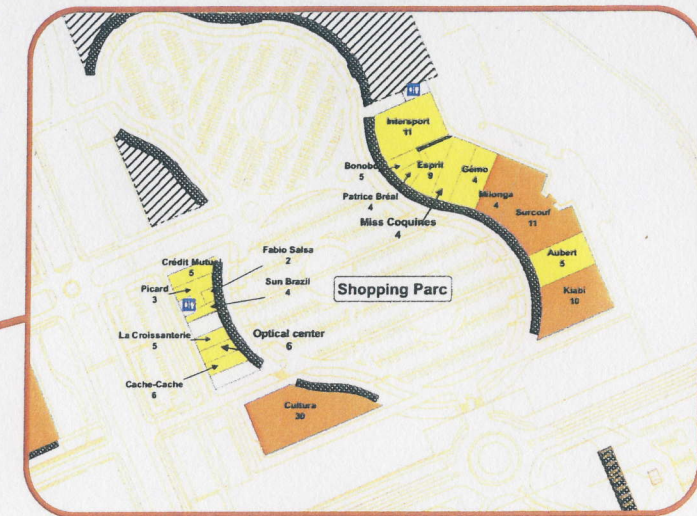 Intersport
11
Bonobo
5
Esprit
9
Gémo
4
Patrice Bréal
4
Miss Coquines
4
Milonga
4
Surcouf
11
Aubert
5
Kiabi
10
Fabio Salsa
2
Crédit Mutuel
5
Sun Brazil
4
Picard
3
Shopping Parc
La Croissanterie
5
Optical center
6
Cache-Cache
6
Cultura
30